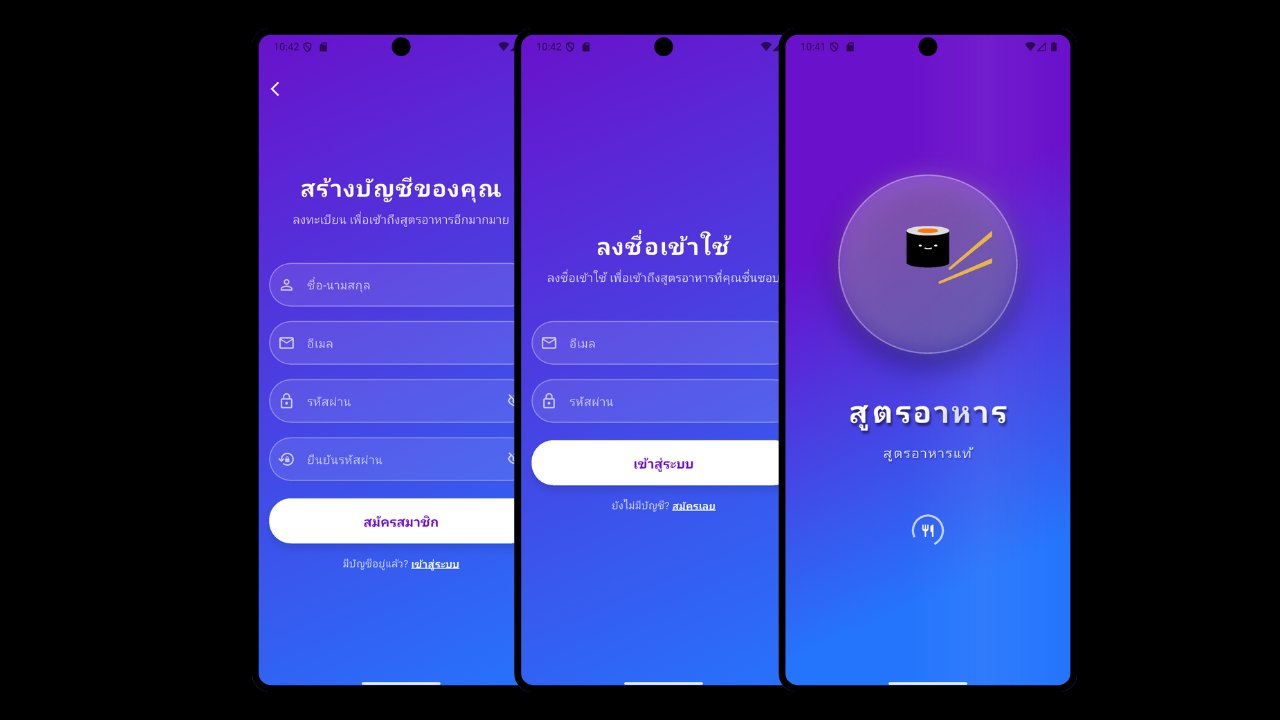 10:42
สร้างบัญชีของคุณ
ลงทะเบียน เพื่อเข้าถึงสูตรอาหารอีกมากมาย
ชื่อ-นามสกุล
อีเมล
รหัสผ่าน
ยืนยันรหัสผ่าน
สมัครสมาชิก
มีบัญชีอยู่แล้ว? เข้าสู่ระบบ
10:42
ลงชื่อเข้าใช้
ลงชื่อเข้าใช้ เพื่อเข้าถึงสูตรอาหารที่คุณชื่นชอบ
อีเมล
รหัสผ่าน
เข้าสู่ระบบ
ยังไม่มีบัญชี? สมัครเลย
10:41
สูตรอาหาร
สูตรอาหารแท้